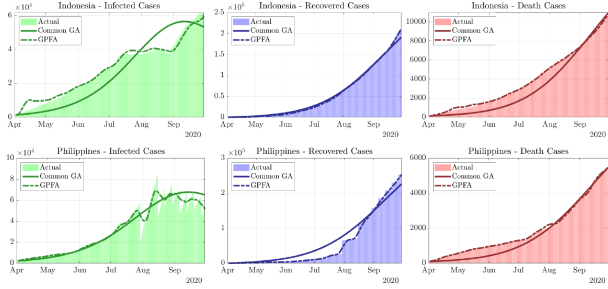 Indonesia - Infected Cases
×10⁴
Actual
Common GA
GPFA
6
4
2
0
Apr May Jun Jul Aug Sep
2020
Indonesia - Recovered Cases
×10⁵
Actual
Common GA
GPFA
2.5
2
1.5
1
0.5
0
Apr May Jun Jul Aug Sep
2020
Indonesia - Death Cases
Actual
Common GA
GPFA
10000
8000
6000
4000
2000
0
Apr May Jun Jul Aug Sep
2020
Philippines - Infected Cases
×10⁴
Actual
Common GA
GPFA
10
8
6
4
2
0
Apr May Jun Jul Aug Sep
2020
Philippines - Recovered Cases
×10⁵
Actual
Common GA
GPFA
3
2
1
0
Apr May Jun Jul Aug Sep
2020
Philippines - Death Cases
Actual
Common GA
GPFA
6000
4000
2000
0
Apr May Jun Jul Aug Sep
2020